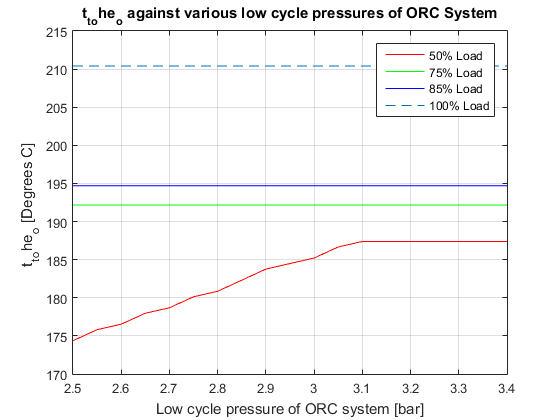 t_to he_o against various low cycle pressures of ORC System
50% Load
75% Load
85% Load
100% Load
t_to he_o [Degrees C]
215
210
205
200
195
190
185
180
175
170
2.5 2.6 2.7 2.8 2.9 3 3.1 3.2 3.3 3.4
Low cycle pressure of ORC system [bar]